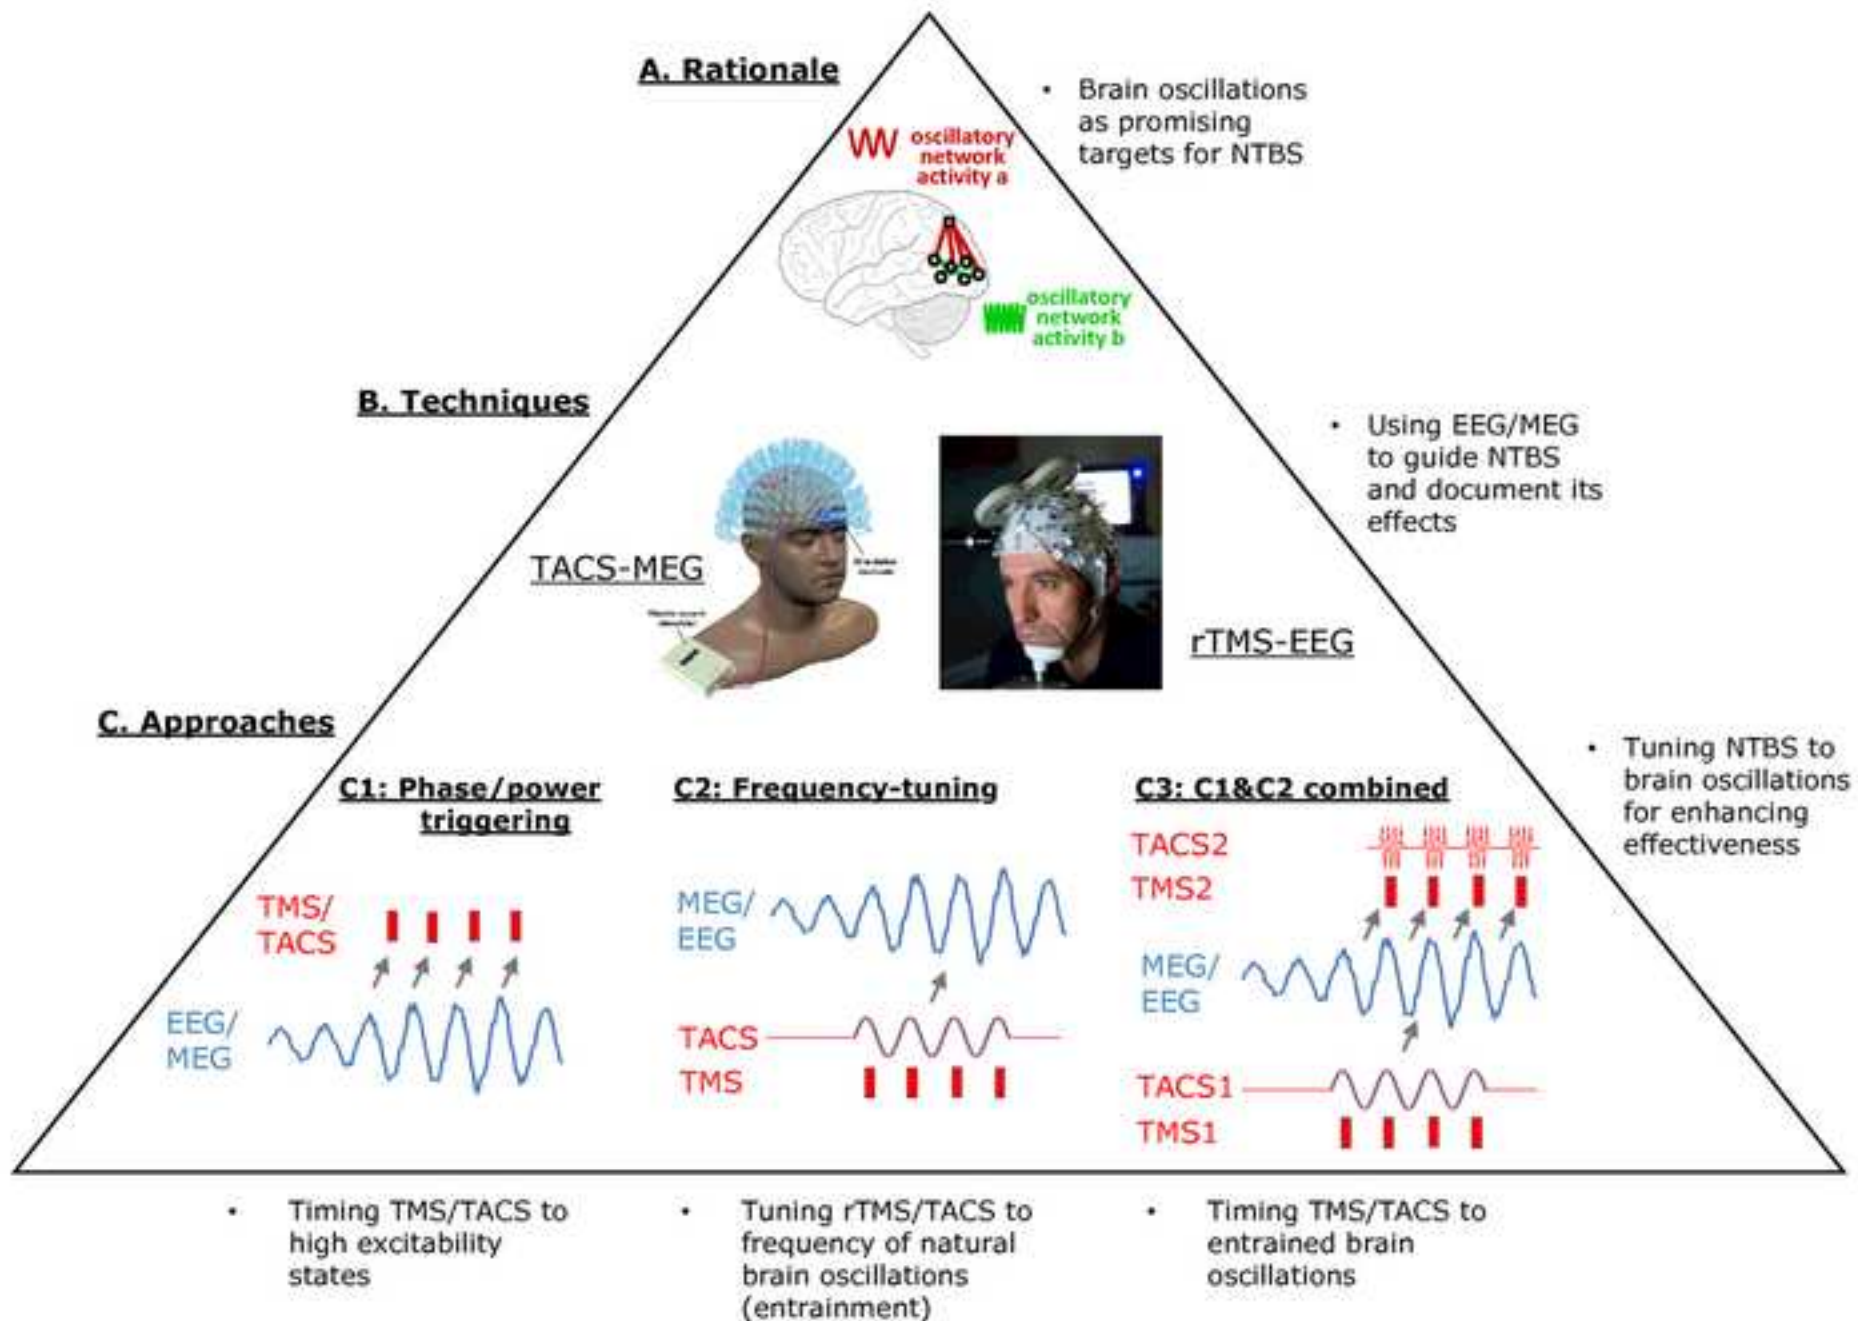 A. Rationale
• Brain oscillations
as promising
targets for NTBS
oscillatory
network
activity a
oscillatory
network
activity b
B. Techniques
• Using EEG/MEG
to guide NTBS
and document its
effects
TACS-MEG
rTMS-EEG
C. Approaches
• Tuning NTBS to
brain oscillations
for enhancing
effectiveness
C1: Phase/power
triggering
TMS/
TACS
EEG/
MEG
C2: Frequency-tuning
MEG/
EEG
TACS
TMS
C3: C1&C2 combined
TACS2
TMS2
MEG/
EEG
TACS1
TMS1
• Timing TMS/TACS to
high excitability
states
• Tuning rTMS/TACS to
frequency of natural
brain oscillations
(entrainment)
• Timing TMS/TACS to
entrained brain
oscillations